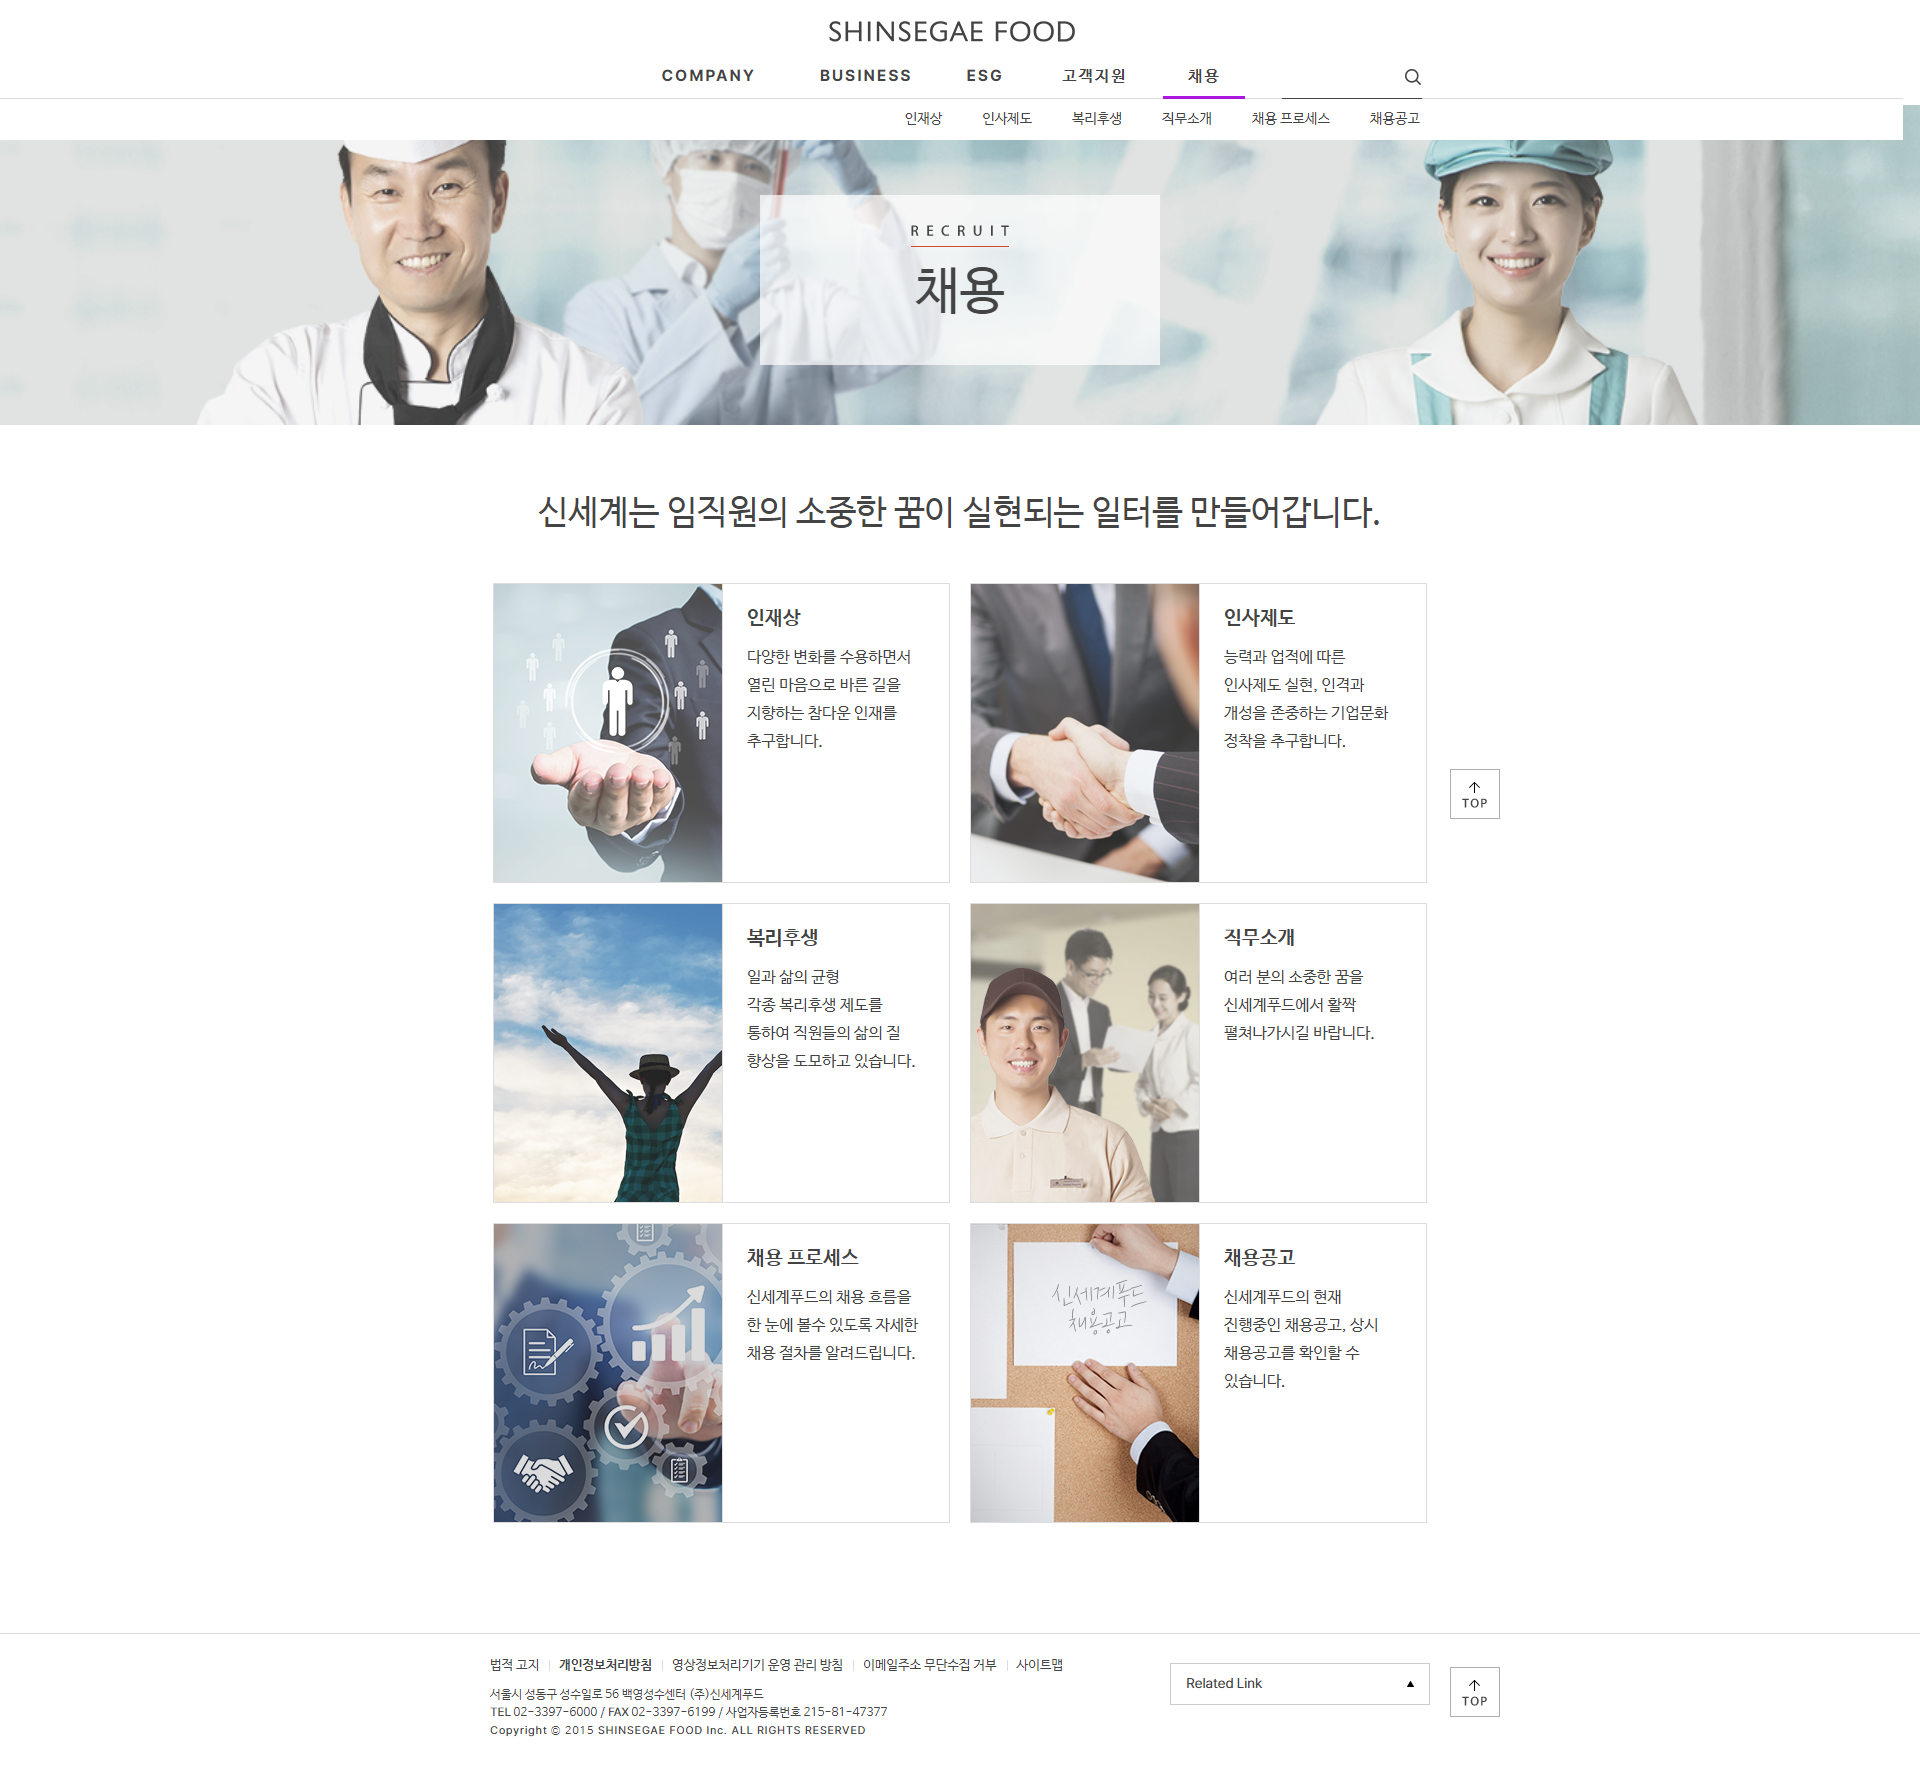 SHINSEGAE FOOD
COMPANY BUSINESS ESG 고객지원 채용
인재상 인사제도 복리후생 직무소개 채용 프로세스 채용공고
RECRUIT
채용
신세계는 임직원의 소중한 꿈이 실현되는 일터를 만들어갑니다.
인재상
다양한 변화를 수용하면서
열린 마음으로 바른 길을
지향하는 참다운 인재를
추구합니다.
인사제도
능력과 업적에 따른
인사제도 실현, 인격과
개성을 존중하는 기업문화
정착을 추구합니다.
TOP
복리후생
일과 삶의 균형
각종 복리후생 제도를
통하여 직원들의 삶의 질
향상을 도모하고 있습니다.
직무소개
여러 분의 소중한 꿈을
신세계푸드에서 활짝
펼쳐나가시길 바랍니다.
채용 프로세스
신세계푸드의 채용 흐름을
한 눈에 볼수 있도록 자세한
채용 절차를 알려드립니다.
신세계푸드
채용공고
채용공고
신세계푸드의 현재
진행중인 채용공고, 상시
채용공고를 확인할 수
있습니다.
법적 고지 개인정보처리방침 영상정보처리기기 운영 관리 방침 이메일주소 무단수집 거부 사이트맵
서울시 성동구 성수일로 56 백영성수센터 (주)신세계푸드
TEL 02-3397-6000 / FAX 02-3397-6199 / 사업자등록번호 215-81-47377
Copyright © 2015 SHINSEGAE FOOD Inc. ALL RIGHTS RESERVED
Related Link
TOP